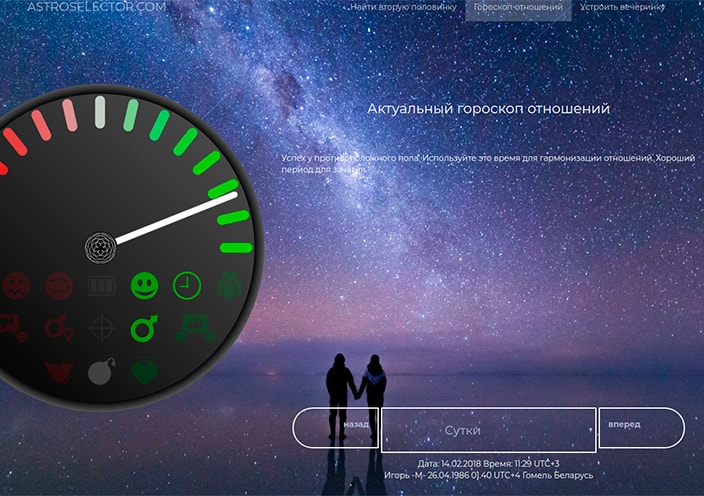 ASTROSELECTOR.COM
Найти вторую половинку Гороскоп отношений Устроить вечеринку
Актуальный гороскоп отношений
Успех у противоположного пола. Используйте это время для гармонизации отношений. Хороший
период для зачатия.
назад Сутки вперед
Дата: 14.02.2018 Время: 11:29 UTC+3
Игорь -М- 26.04.1986 01:40 UTC+4 Гомель Беларусь